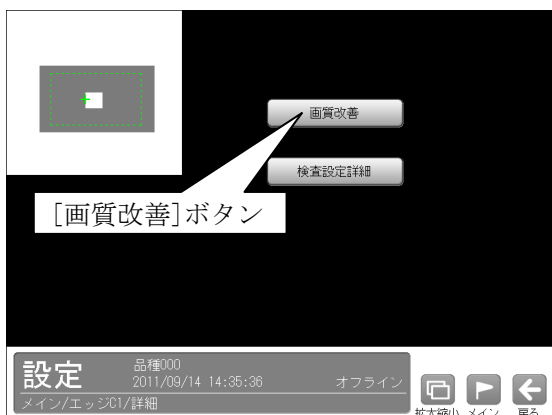 画質改善
検査設定詳細
[画質改善]ボタン
設定
品種000
2011/09/14 14:35:36
オフライン
メイン/エッジC1/詳細
拡大縮小 メイン 戻る